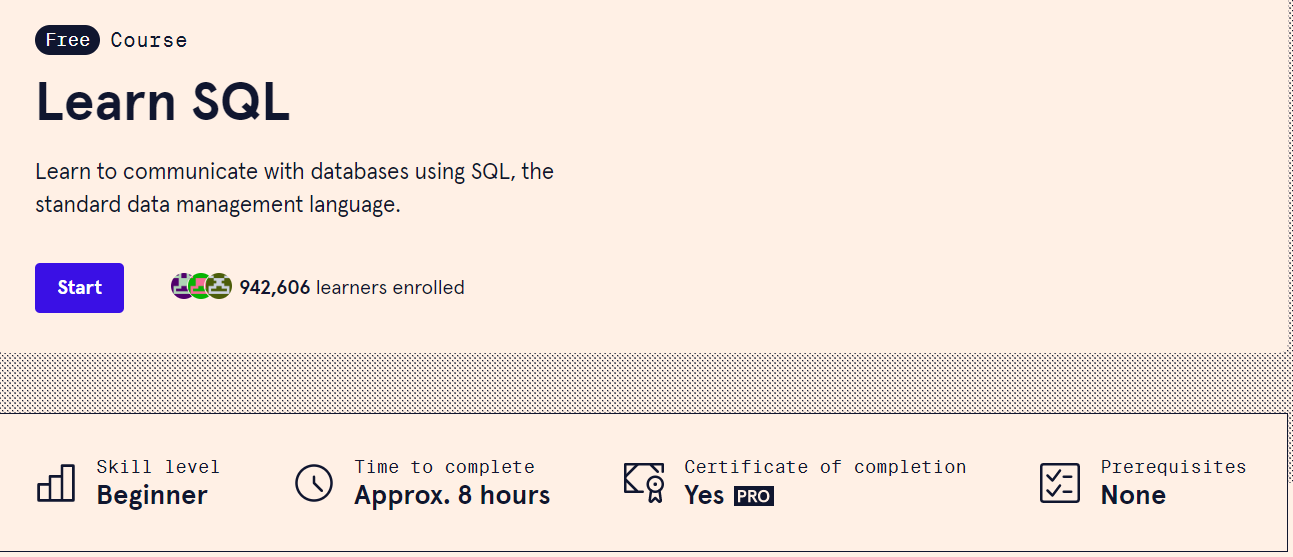 Free Course
Learn SQL
Learn to communicate with databases using SQL, the
standard data management language.
Start 942,606 learners enrolled
Skill level
Beginner
Time to complete
Approx. 8 hours
Certificate of completion
Yes PRO
Prerequisites
None